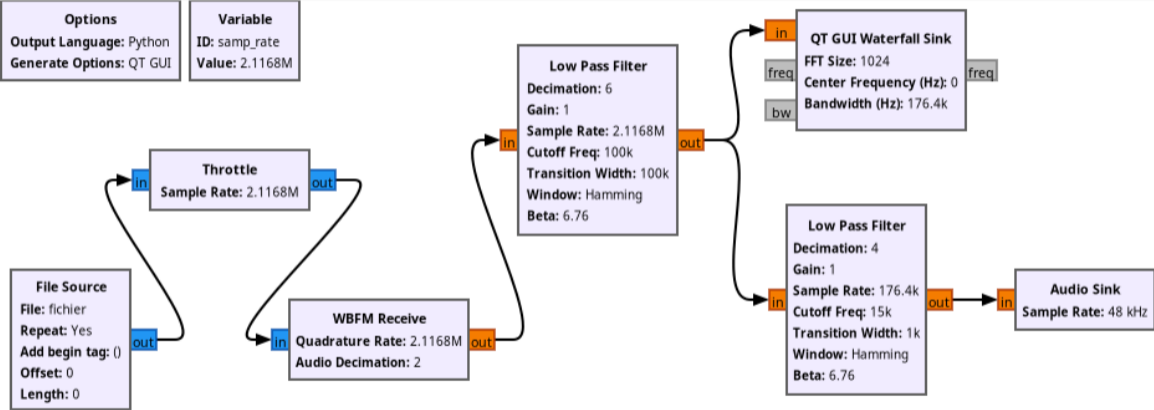 Options
Output Language: Python
Generate Options: QT GUI
Variable
ID: samp_rate
Value: 2.1168M
Low Pass Filter
Decimation: 6
Gain: 1
Sample Rate: 2.1168M
Cutoff Freq: 100k
Transition Width: 100k
Window: Hamming
Beta: 6.76
in
out
in
freq
bw
QT GUI Waterfall Sink
FFT Size: 1024
Center Frequency (Hz): 0
Bandwidth (Hz): 176.4k
freq
Throttle
Sample Rate: 2.1168M
in
out
File Source
File: fichier
Repeat: Yes
Add begin tag: ()
Offset: 0
Length: 0
out
WBFM Receive
Quadrature Rate: 2.1168M
Audio Decimation: 2
in
out
Low Pass Filter
Decimation: 4
Gain: 1
Sample Rate: 176.4k
Cutoff Freq: 15k
Transition Width: 1k
Window: Hamming
Beta: 6.76
in
out
in
Audio Sink
Sample Rate: 48 kHz